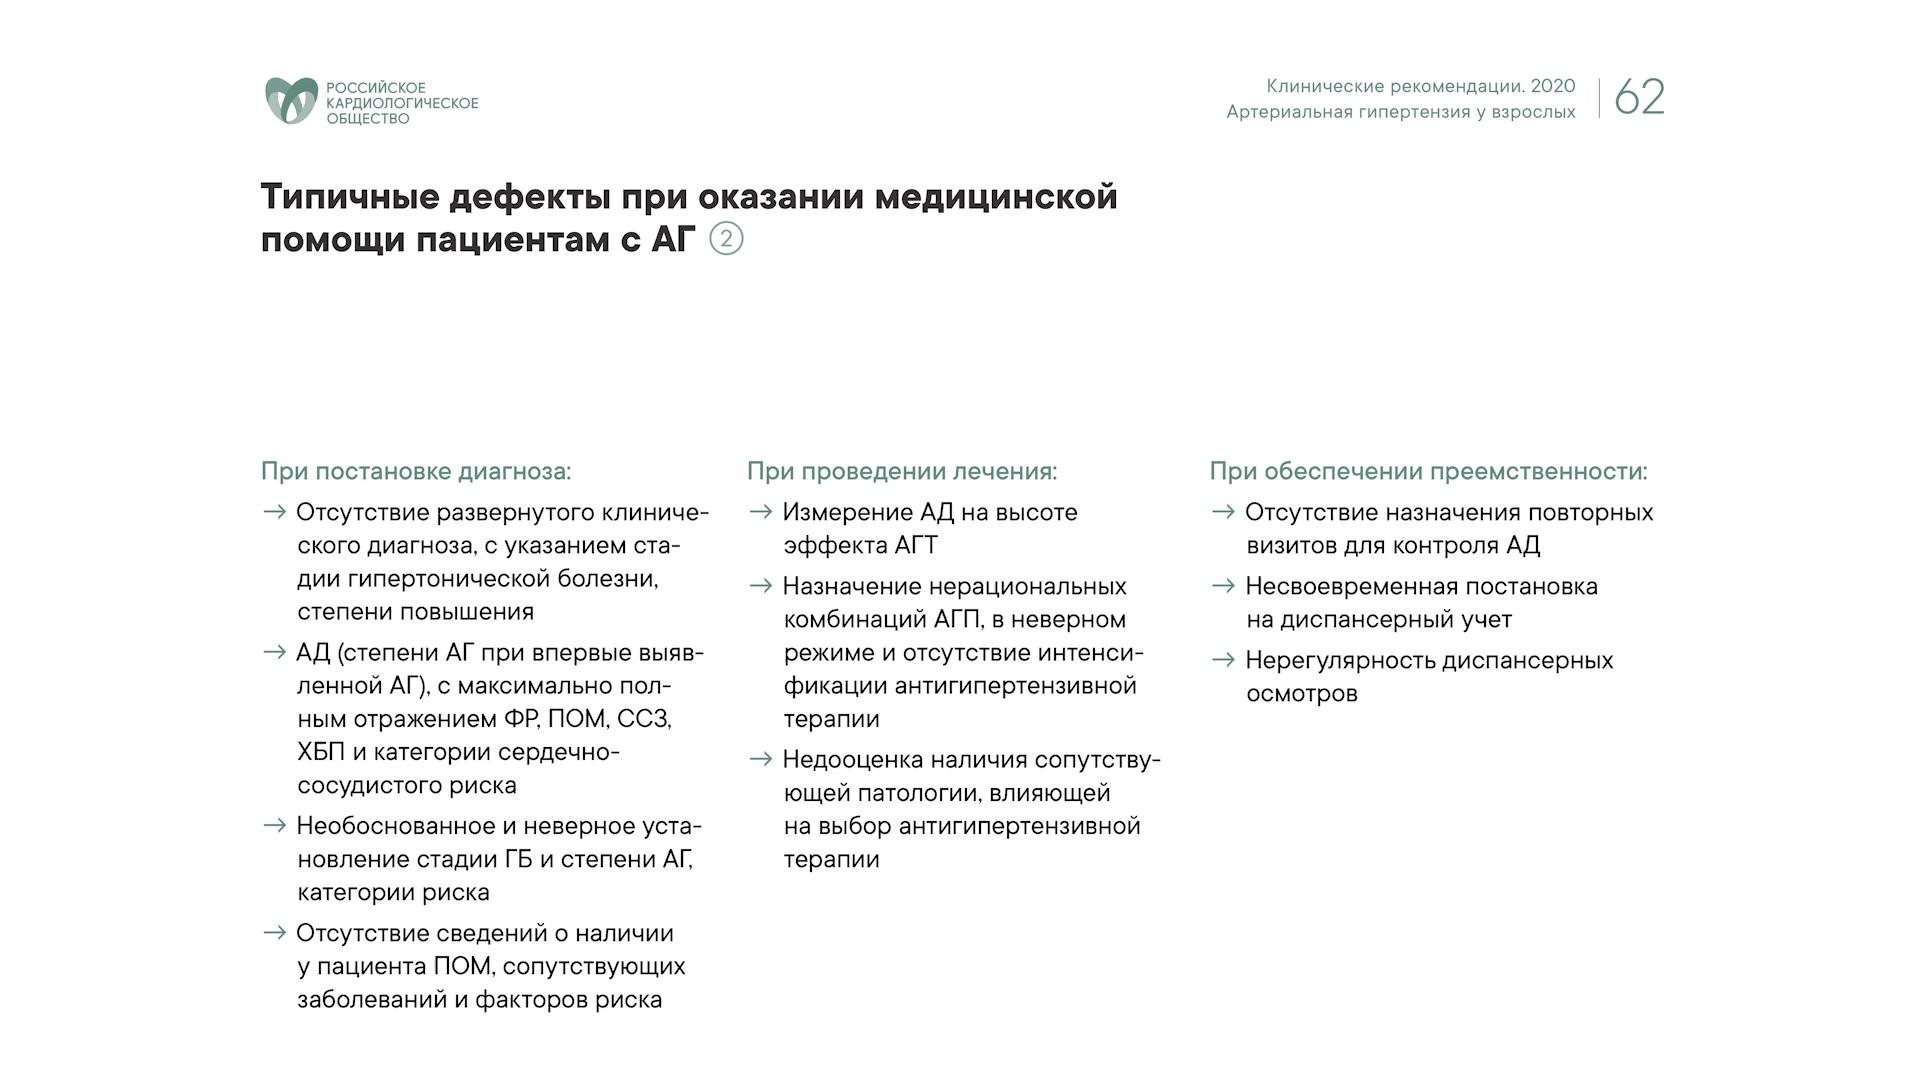 РОССИЙСКОЕ
КАРДИОЛОГИЧЕСКОЕ
ОБЩЕСТВО
Клинические рекомендации. 2020
Артериальная гипертензия у взрослых
62
Типичные дефекты при оказании медицинской
помощи пациентам с АГ 2
При постановке диагноза:
→ Отсутствие развернутого клиниче-
ского диагноза, с указанием ста-
дии гипертонической болезни,
степени повышения
→ АД (степени АГ при впервые выяв-
ленной АГ), с максимально пол-
ным отражением ФР, ПОМ, ССЗ,
ХБП и категории сердечно-
сосудистого риска
→ Необоснованное и неверное уста-
новление стадии ГБ и степени АГ,
категории риска
→ Отсутствие сведений о наличии
у пациента ПОМ, сопутствующих
заболеваний и факторов риска
При проведении лечения:
→ Измерение АД на высоте
эффекта АГТ
→ Назначение нерациональных
комбинаций АГП, в неверном
режиме и отсутствие интенси-
фикации антигипертензивной
терапии
→ Недооценка наличия сопутству-
ющей патологии, влияющей
на выбор антигипертензивной
терапии
При обеспечении преемственности:
→ Отсутствие назначения повторных
визитов для контроля АД
→ Несвоевременная постановка
на диспансерный учет
→ Нерегулярность диспансерных
осмотров